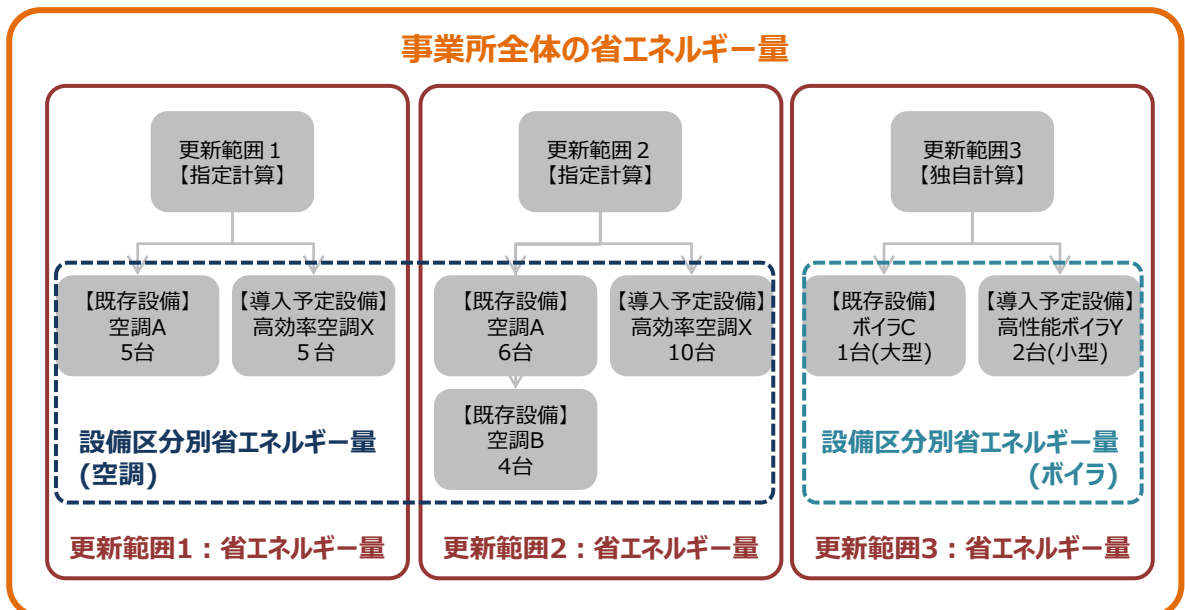 事業所全体の省エネルギー量
更新範囲１
【指定計算】
【既存設備】
空調A
5台
【導入予定設備】
高効率空調X
５台
更新範囲２
【指定計算】
【既存設備】
空調A
6台
【導入予定設備】
高効率空調X
10台
【既存設備】
空調B
4台
設備区分別省エネルギー量
(空調)
更新範囲3
【独自計算】
【既存設備】
ボイラC
1台(大型)
【導入予定設備】
高性能ボイラY
2台(小型)
設備区分別省エネルギー量
(ボイラ)
更新範囲1：省エネルギー量
更新範囲2：省エネルギー量
更新範囲3：省エネルギー量